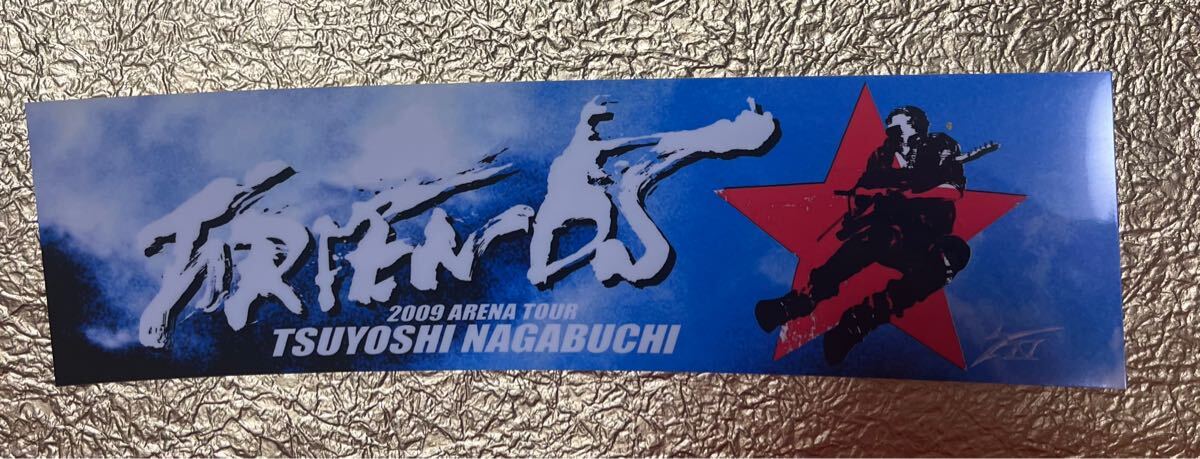 FRIENDS
2009 ARENA TOUR
TSUYOSHI NAGABUCHI